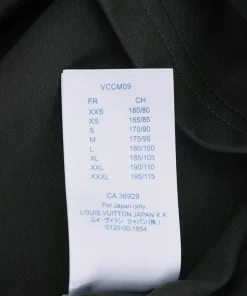 VCCM09
FR CH
XXS 160/80
XS 165/85
S 170/90
M 175/95
L 180/100
XL 185/105
XXL 190/110
XXXL 195/115
CA 36929
For Japan only:
LOUIS VUITTON JAPAN K.K.
ルイ・ヴィトン ジャパン(株)
0120-00-1854